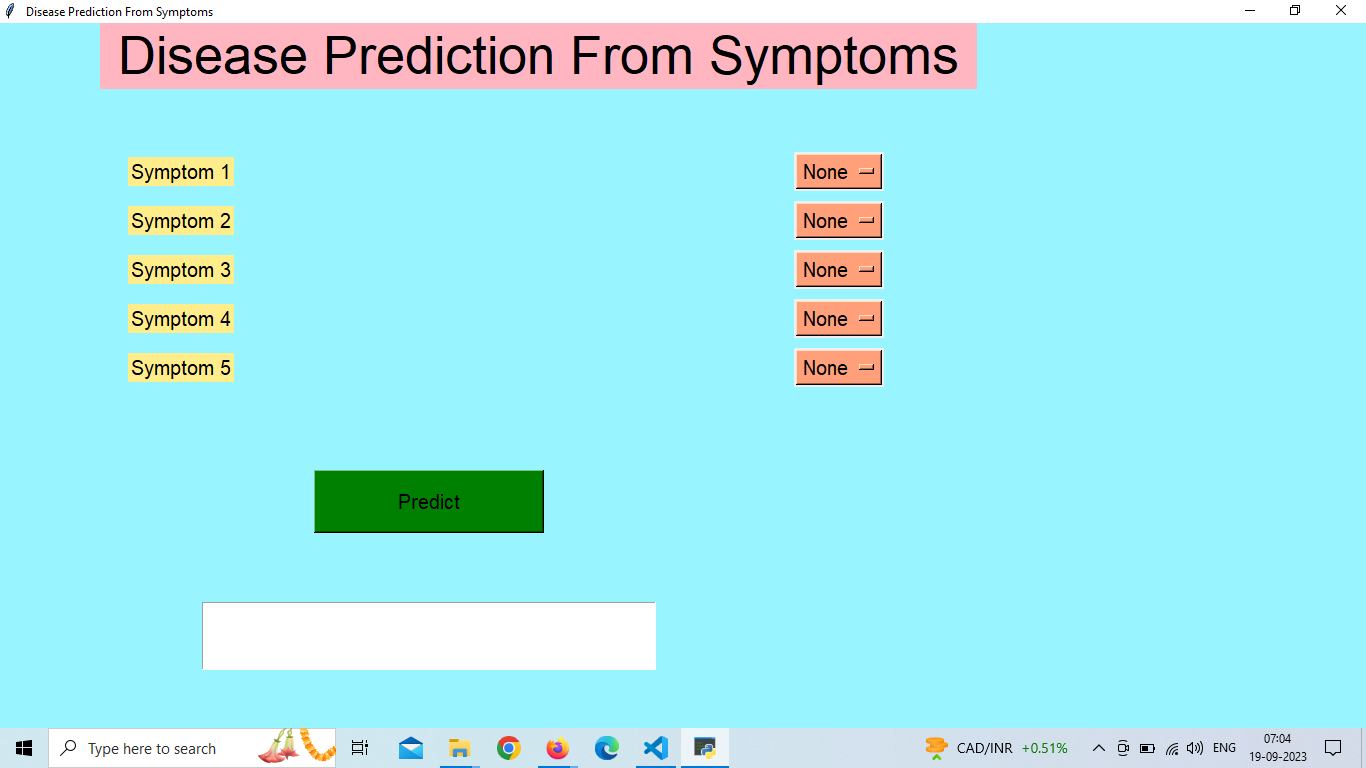 Disease Prediction From Symptoms
Disease Prediction From Symptoms
Symptom 1 None
Symptom 2 None
Symptom 3 None
Symptom 4 None
Symptom 5 None
Predict
Type here to search CAD/INR +0.51% ENG 07:04
19-09-2023